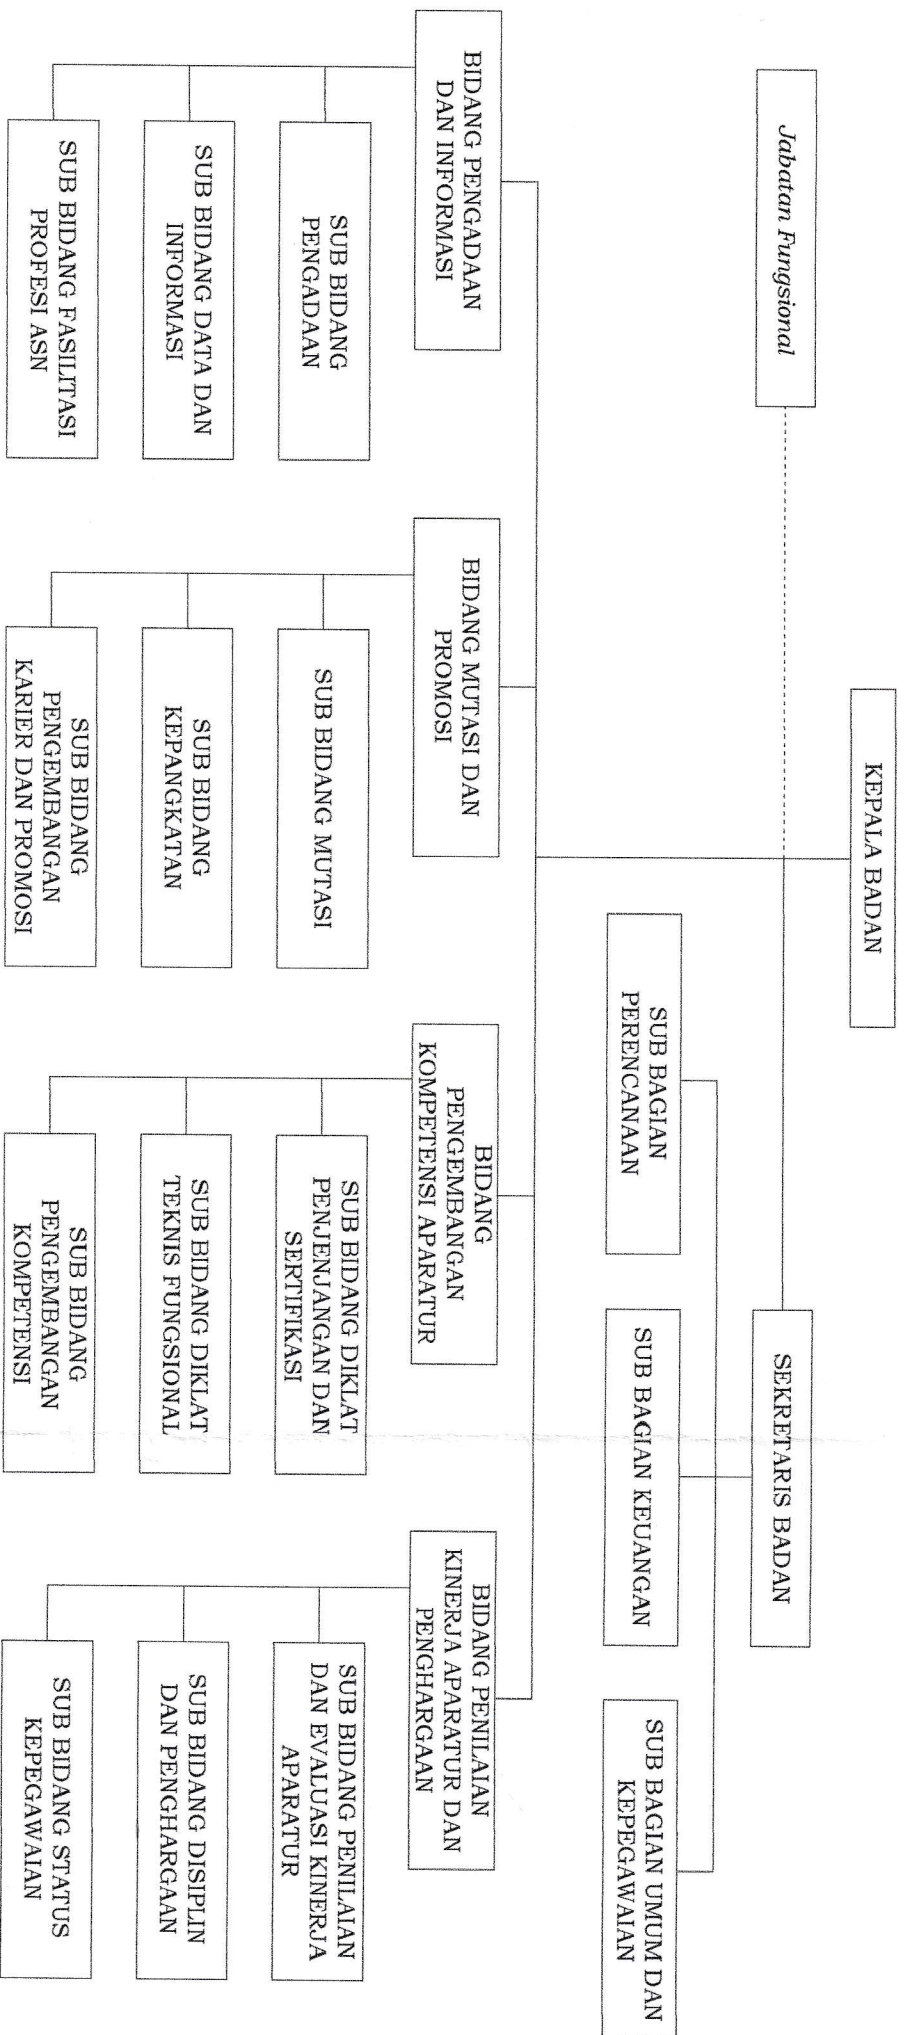 KEPALA BADAN
Jabatan Fungsional
SEKRETARIS BADAN
SUB BAGIAN
PERENCANAAN
SUB BAGIAN KEUANGAN
SUB BAGIAN UMUM DAN
KEPEGAWAIAN
BIDANG PENGADAAN
DAN INFORMASI
SUB BIDANG
PENGADAAN
SUB BIDANG DATA DAN
INFORMASI
SUB BIDANG FASILITASI
PROFESI ASN
BIDANG MUTASI DAN
PROMOSI
SUB BIDANG MUTASI
SUB BIDANG
KEPANGKATAN
SUB BIDANG
PENGEMBANGAN
KARIER DAN PROMOSI
BIDANG
PENGEMBANGAN
KOMPETENSI APARATUR
SUB BIDANG DIKLAT
PENJENJANGAN DAN
SERTIFIKASI
SUB BIDANG DIKLAT
TEKNIS FUNGSIONAL
SUB BIDANG
PENGEMBANGAN
KOMPETENSI
BIDANG PENILAIAN
KINERJA APARATUR DAN
PENGHARGAAN
SUB BIDANG PENILAIAN
DAN EVALUASI KINERJA
APARATUR
SUB BIDANG DISIPLIN
DAN PENGHARGAAN
SUB BIDANG STATUS
KEPEGAWAIAN